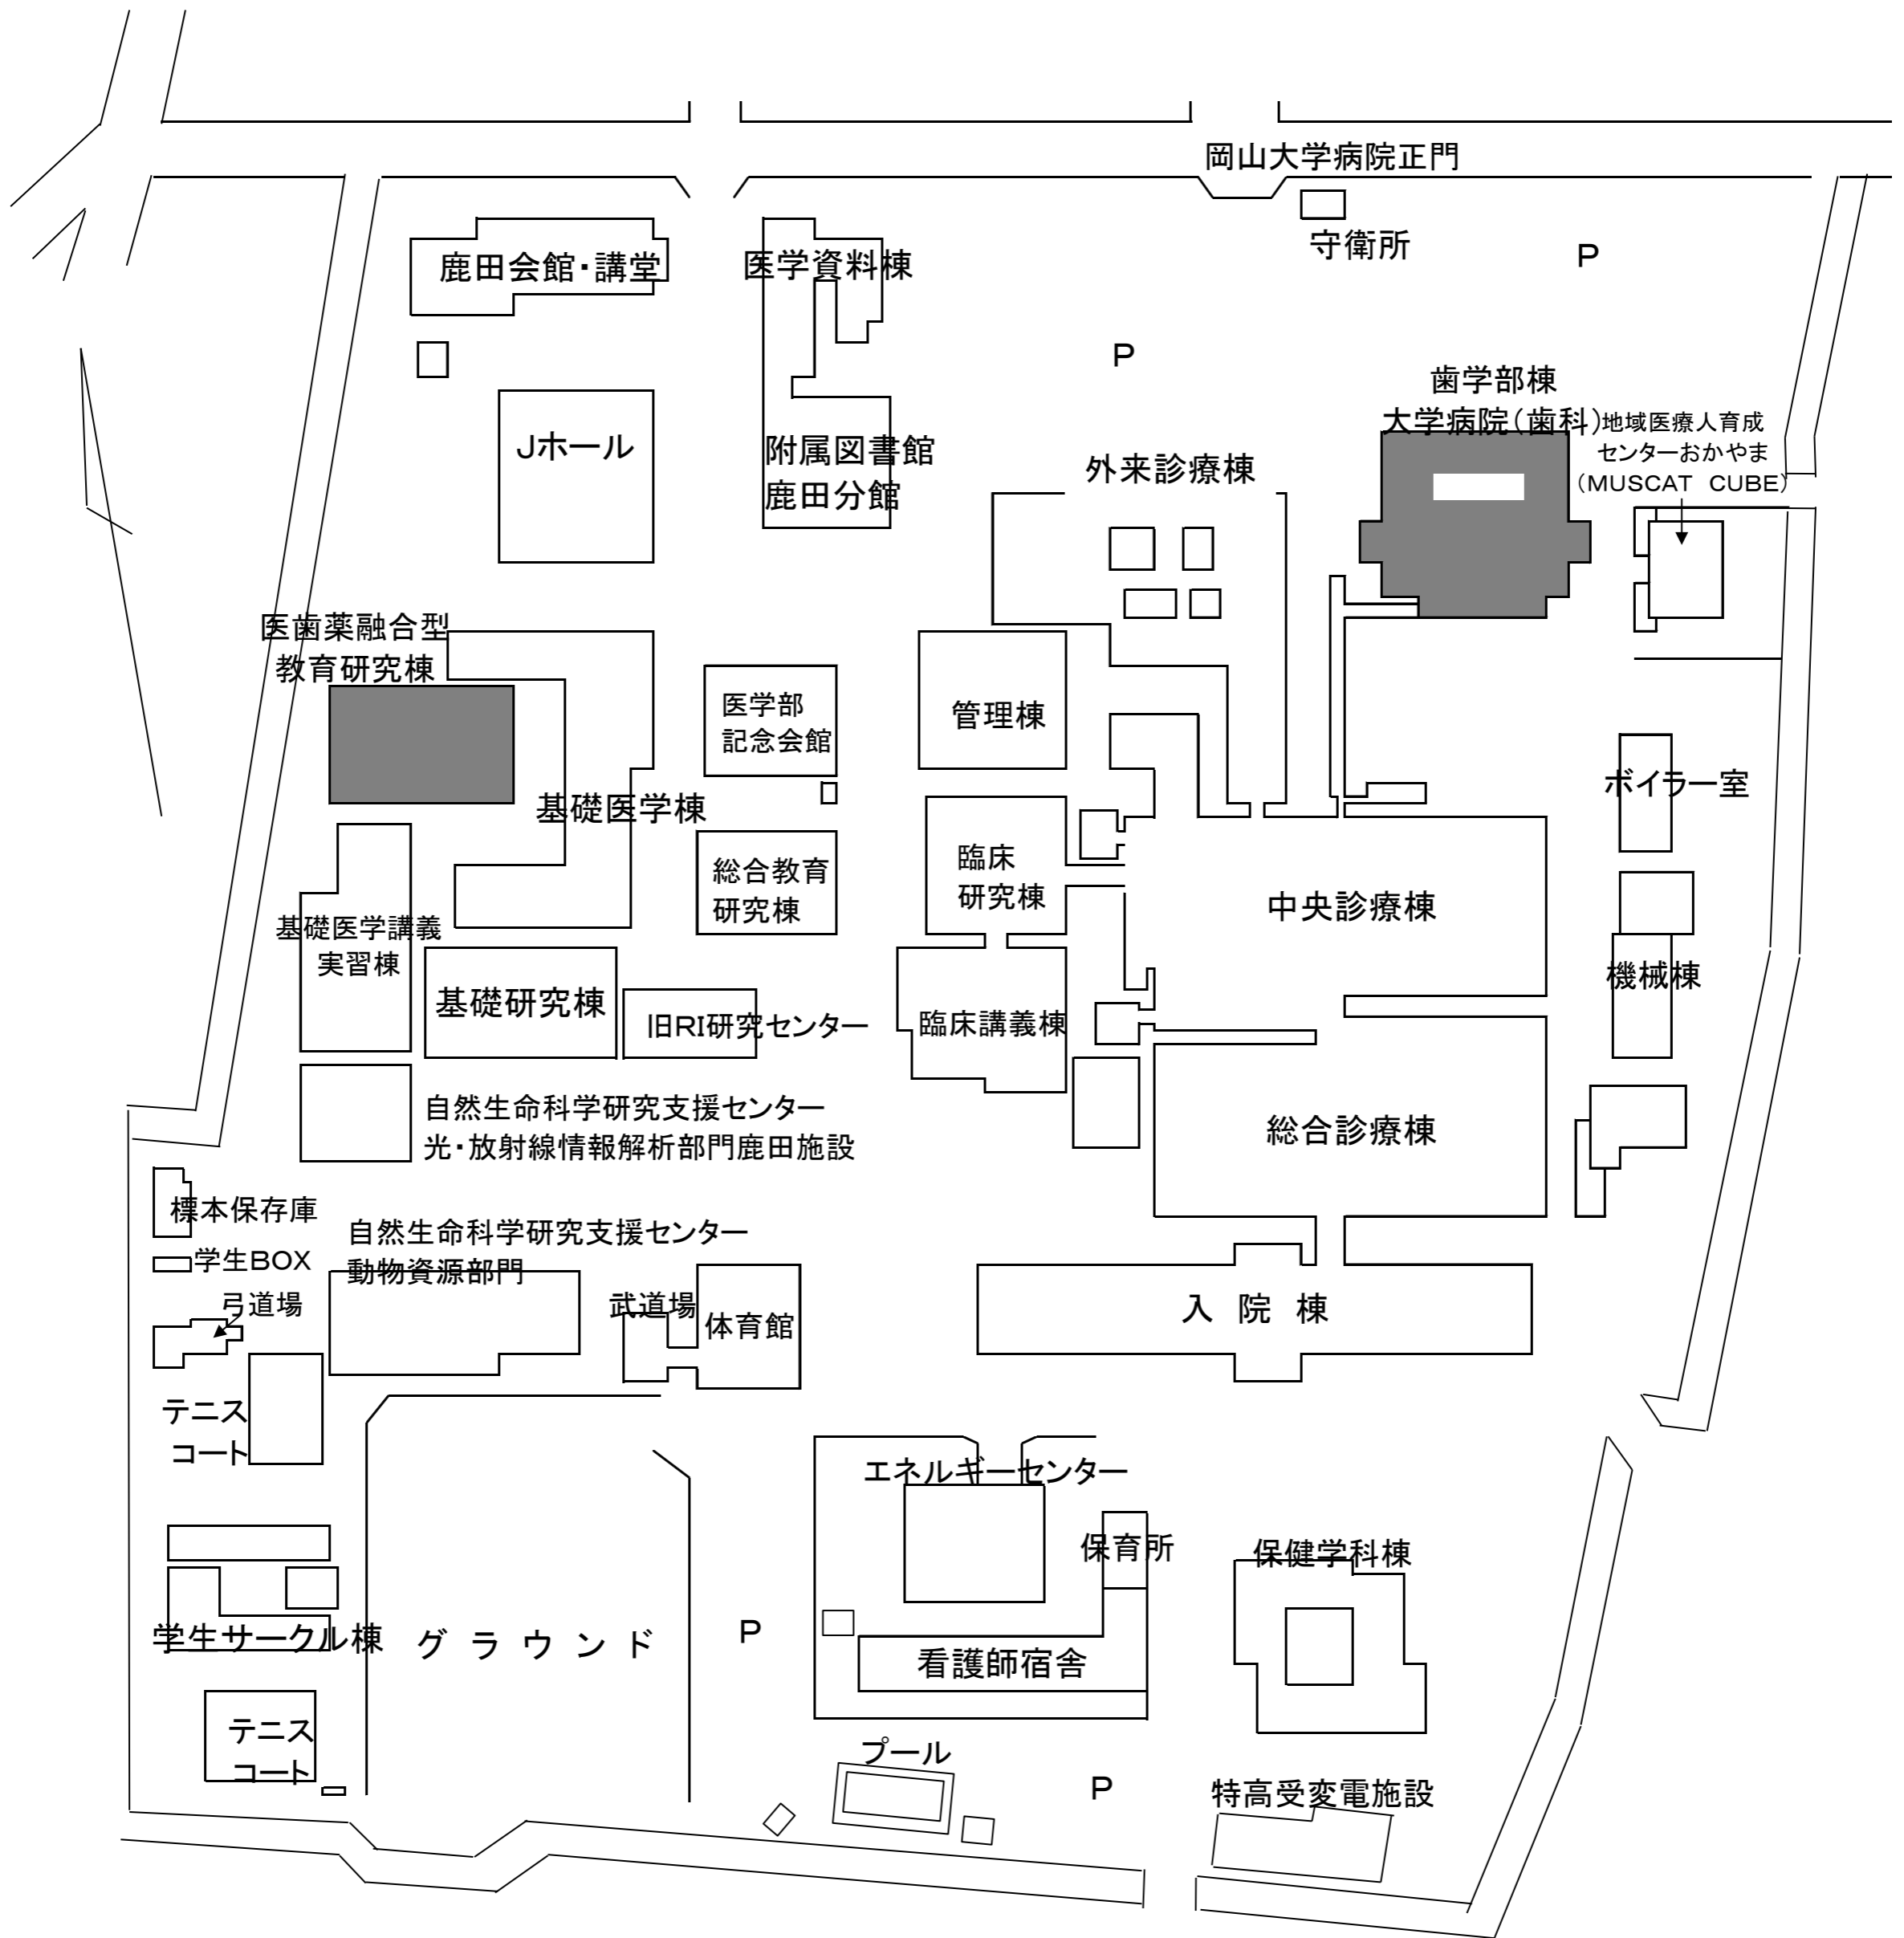 岡山大学病院正門
守衛所
P
鹿田会館・講堂
医学資料棟
P
歯学部棟
大学病院(歯科)
地域医療人育成
センターおかやま
(MUSCAT CUBE)
Jホール
附属図書館
鹿田分館
外来診療棟
医歯薬融合型
教育研究棟
医学部
記念会館
管理棟
基礎医学棟
ボイラー室
総合教育
研究棟
臨床
研究棟
中央診療棟
基礎医学講義
実習棟
基礎研究棟
旧RI研究センター
臨床講義棟
機械棟
自然生命科学研究支援センター
光・放射線情報解析部門鹿田施設
総合診療棟
標本保存庫
学生BOX
弓道場
自然生命科学研究支援センター
動物資源部門
武道場
体育館
入 院 棟
テニス
コート
エネルギーセンター
保育所
保健学科棟
学生サークル棟
グ ラ ウ ン ド
P
看護師宿舎
テニス
コート
プール
P
特高受変電施設